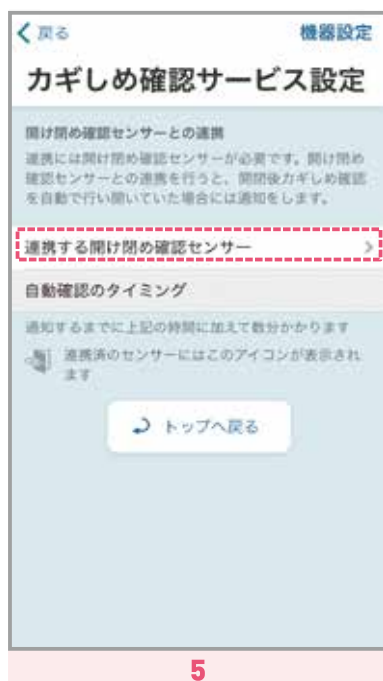 戻る 機器設定
カギしめ確認サービス設定
開け閉め確認センサーとの連携
連携には開け閉め確認センサーが必要です。開け閉め
確認センサーとの連携を行うと、開閉後カギしめ確認
を自動で行い開いていた場合には通知をします。
連携する開け閉め確認センサー
自動確認のタイミング
通知するまでに上記の時間に加えて数分かかります
連携済のセンサーにはこのアイコンが表示され
ます
トップへ戻る
5